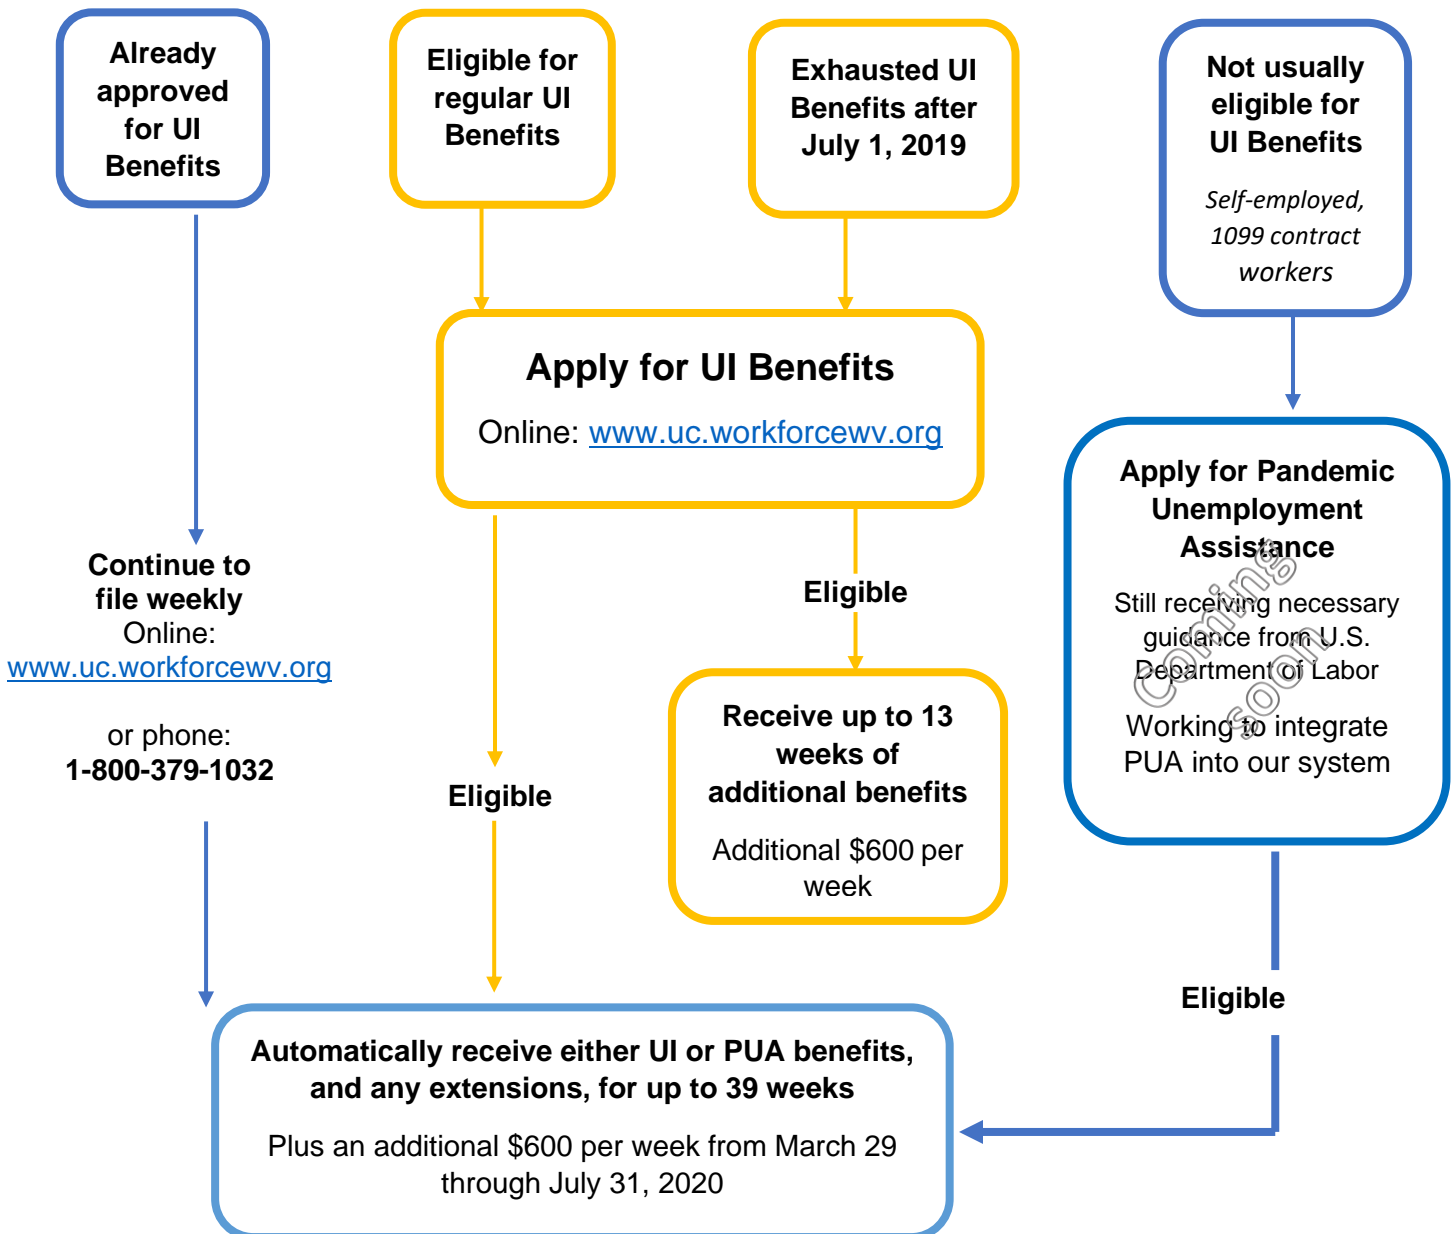 Already
approved
for UI
Benefits
Eligible for
regular UI
Benefits
Exhausted UI
Benefits after
July 1, 2019
Not usually
eligible for
UI Benefits
Self-employed,
1099 contract
workers
Apply for UI Benefits
Online: www.uc.workforcewv.org
Continue to
file weekly
Online:
www.uc.workforcewv.org
or phone:
1-800-379-1032
Eligible
Eligible
Receive up to 13
weeks of
additional benefits
Additional $600 per
week
Apply for Pandemic
Unemployment
Assistance
Still receiving necessary
guidance from U.S.
Department of Labor
Working to integrate
PUA into our system
Coming
soon
Eligible
Automatically receive either UI or PUA benefits,
and any extensions, for up to 39 weeks
Plus an additional $600 per week from March 29
through July 31, 2020